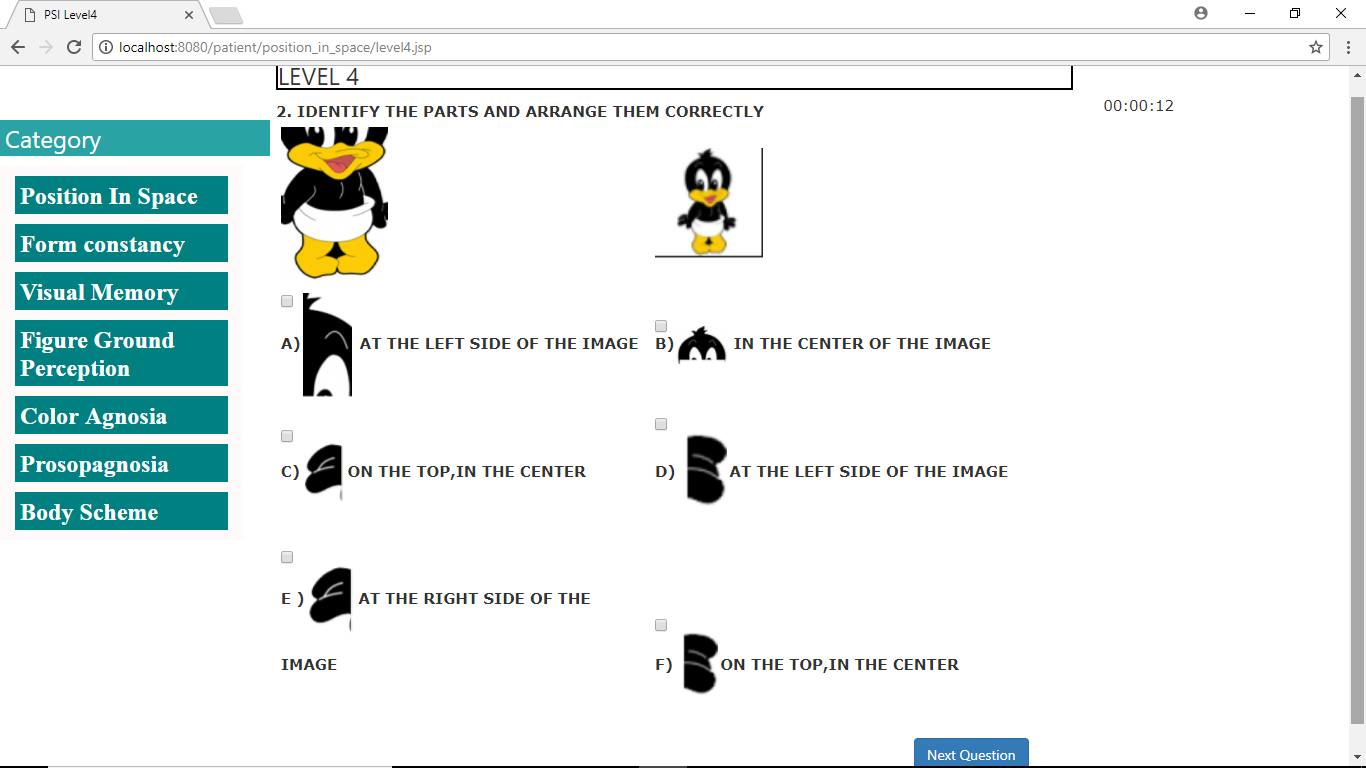 PSI Level4
localhost:8080/patient/position_in_space/level4.jsp
LEVEL 4
2. IDENTIFY THE PARTS AND ARRANGE THEM CORRECTLY
00:00:12
Category
Position In Space
Form constancy
Visual Memory
Figure Ground
Perception
Color Agnosia
Prosopagnosia
Body Scheme
A) AT THE LEFT SIDE OF THE IMAGE
B) IN THE CENTER OF THE IMAGE
C) ON THE TOP,IN THE CENTER
D) AT THE LEFT SIDE OF THE IMAGE
E ) AT THE RIGHT SIDE OF THE
IMAGE
F) ON THE TOP,IN THE CENTER
Next Question